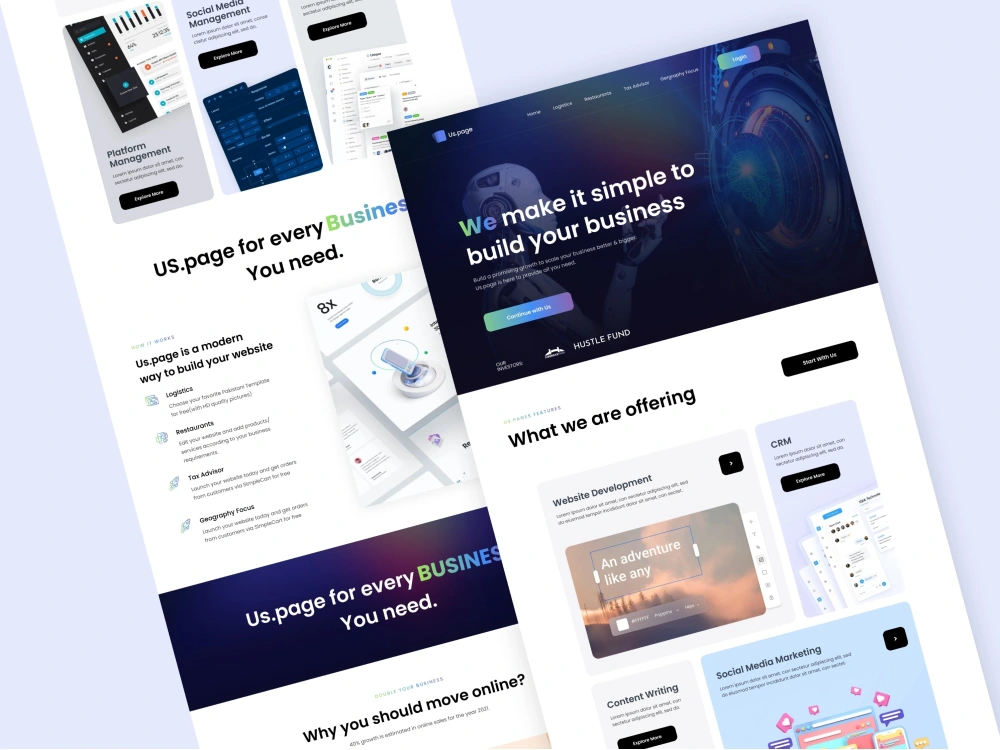 Social Media
Management
Lorem ipsum dolor sit amet, conse
ctetur adipiscing elit, sed do.
Explore More
Explore More
Platform
Management
Lorem ipsum dolor sit amet, con
sectetur adipiscing elit, sed do.
Explore More
US.page for every Busines
You need.
HOW IT WORKS
Us.page is a modern
way to build your website
Logistics
Choose your favorite Pakistani Template
for free(with HD quality pictures)
Restaurants
Edit your website and add products/
services according to your business
requirements.
Tax Advisor
Launch your website today and get orders
from customers via SimpleCart for free
Geography Focus
Launch your website today and get orders
from customers via SimpleCart for free
8x
Us.page for every BUSINES
You need.
DOUBLE YOUR BUSINESS
Why you should move online?
40% growth is estimated in online sales for the year 2021.
Us.page
Home
Logistics
Restaurants
Tax Advisor
Geography Focus
Login
We make it simple to
build your business
Build a promising growth to scale your business better & bigger.
Us.page is here to provide all you need.
Continue with Us
OUR
INVESTORS
HUSTLE FUND
US.PAGES FEATURES
What we are offering
Start With Us
Website Development
Lorem ipsum dolor sit amet, con sectetur adipiscing elit, sed
do eiusmod tempor incididunt dolor sit amet, con secter.
An adventure
like any
CRM
Lorem ipsum dolor sit amet, con
sectetur adipiscing elit, sed do.
Explore More
Content Writing
Lorem ipsum dolor sit amet, con
sectetur adipiscing elit, sed do.
Explore More
Social Media Marketing
Lorem ipsum dolor sit amet, con sectetur adipiscing elit, sed
do eiusmod tempor incididunt dolor sit amet, con secter.